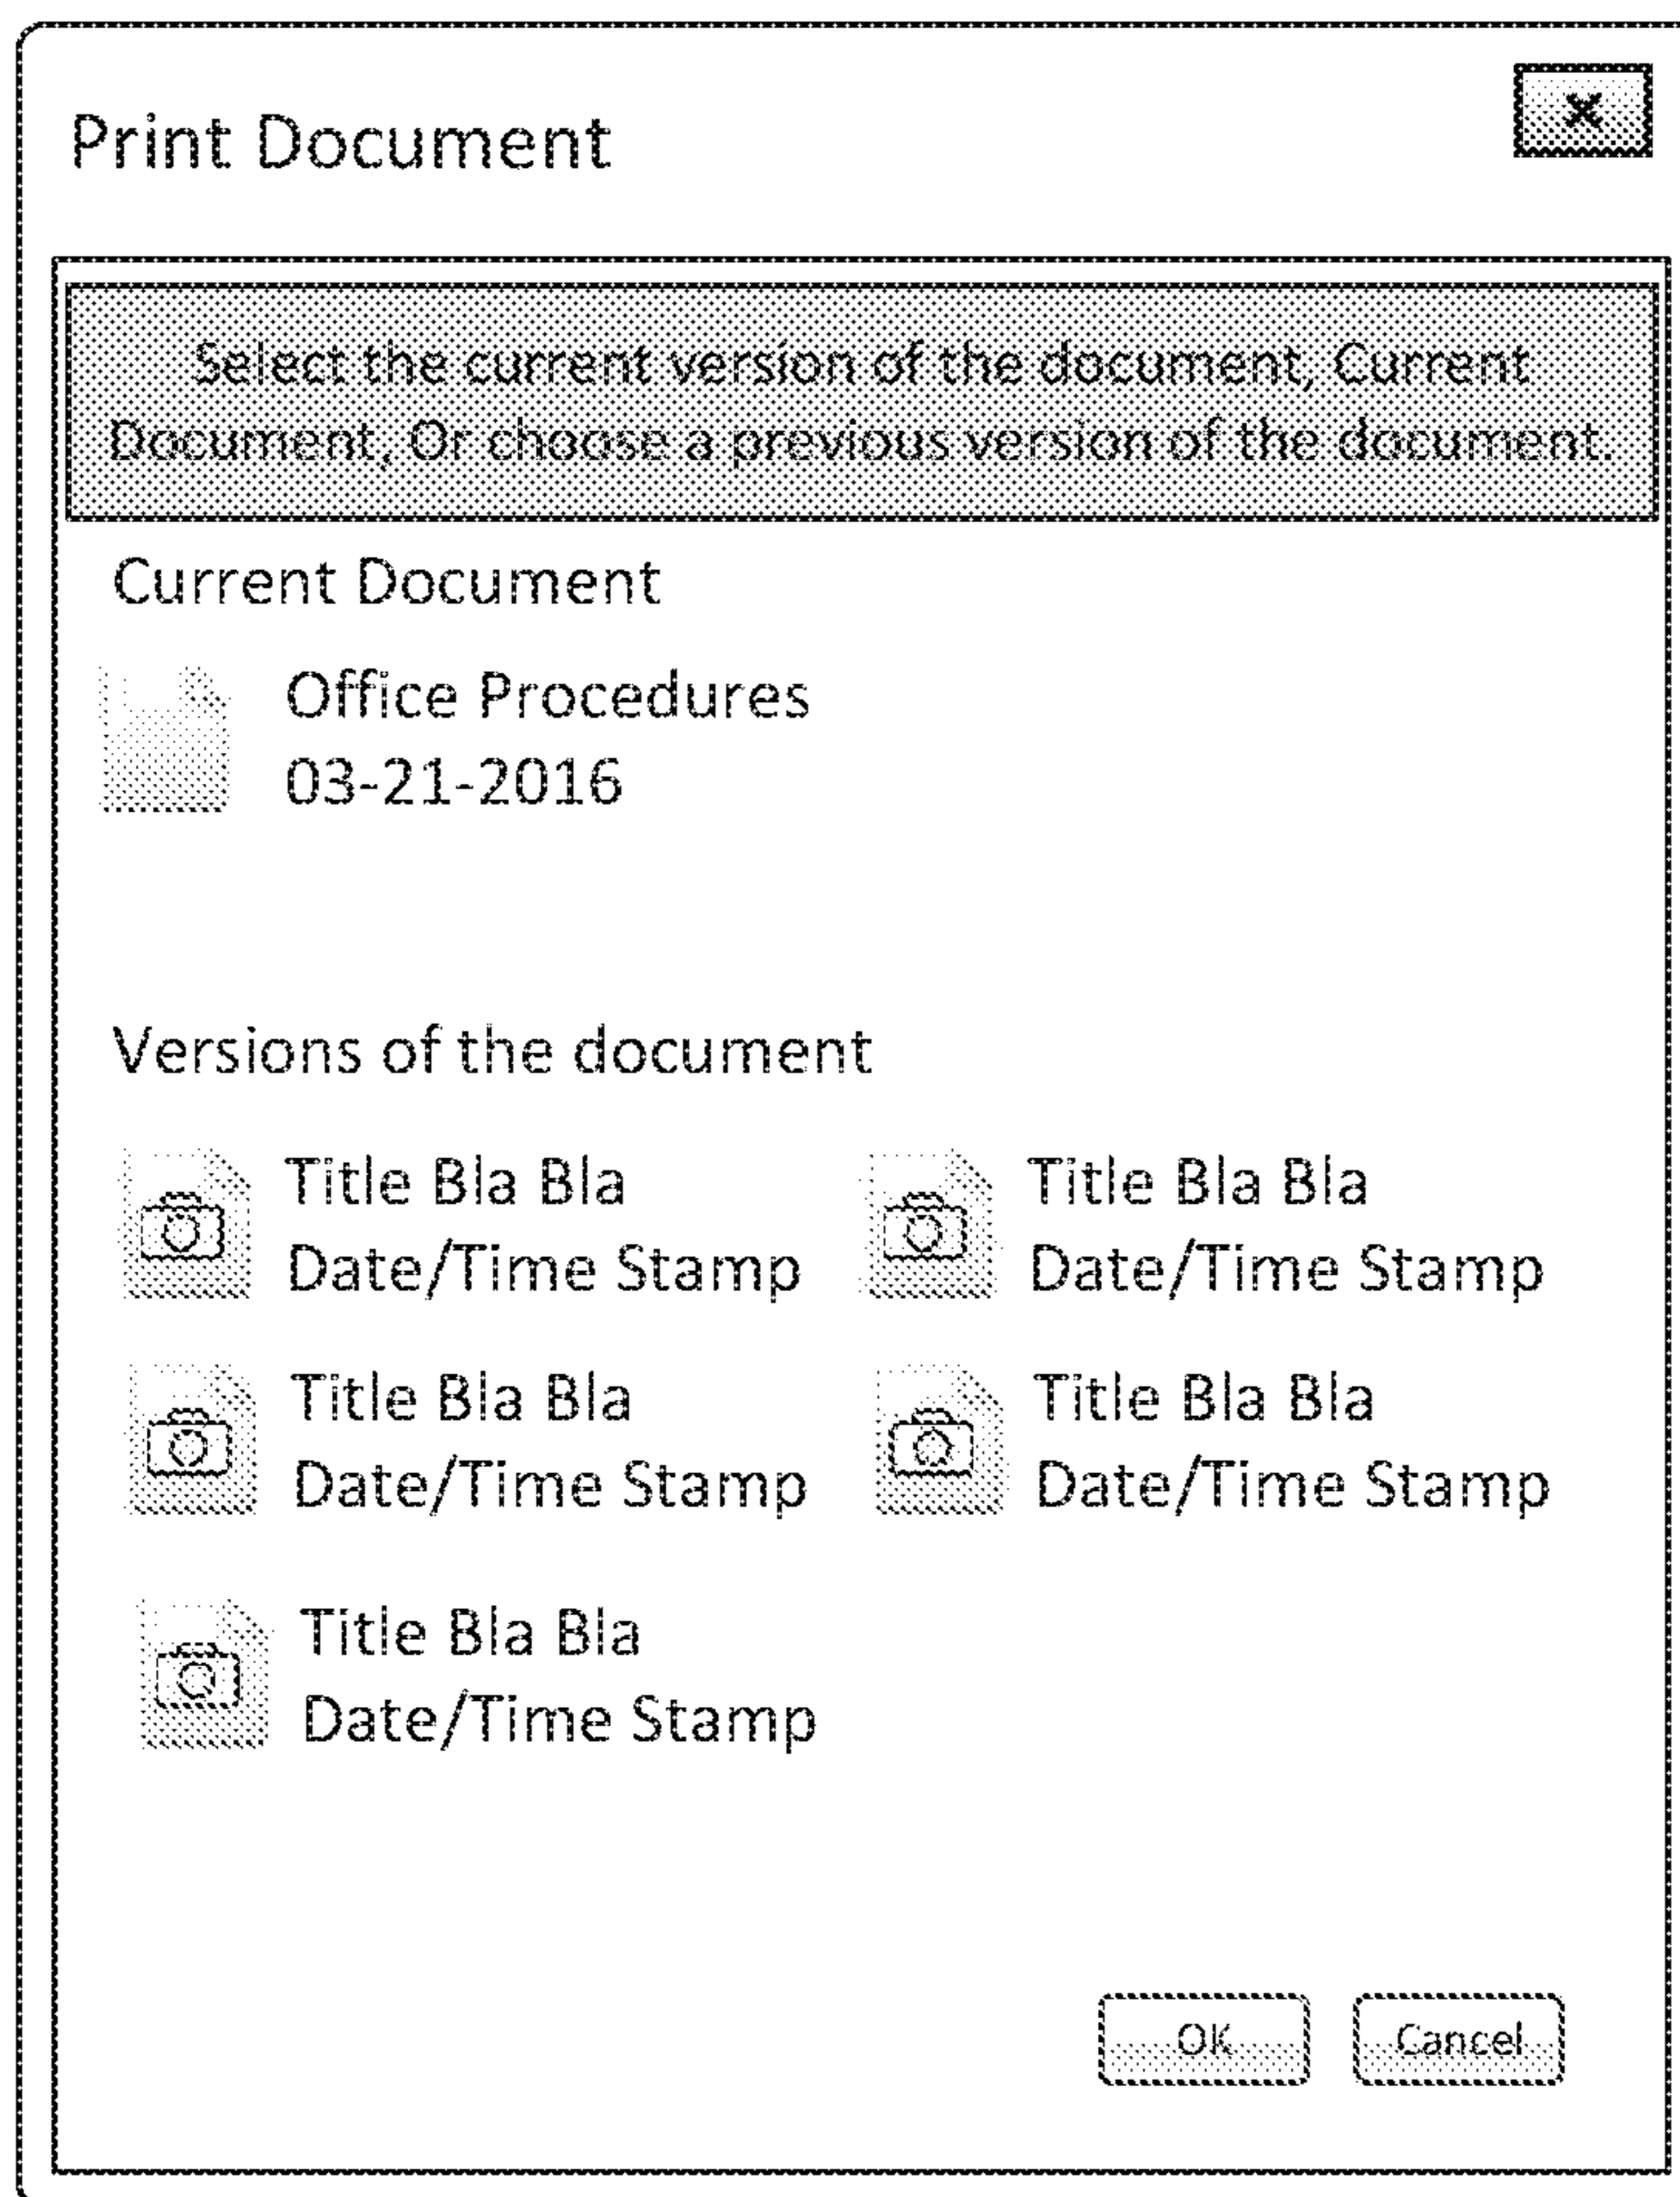 Print Document
x
Select the current version of the document, Current
Document, Or choose a previous version of the document.
Current Document
Office Procedures
03-21-2016
Versions of the document
Title Bla Bla
Date/Time Stamp
Title Bla Bla
Date/Time Stamp
Title Bla Bla
Date/Time Stamp
Title Bla Bla
Date/Time Stamp
Title Bla Bla
Date/Time Stamp
OK
Cancel